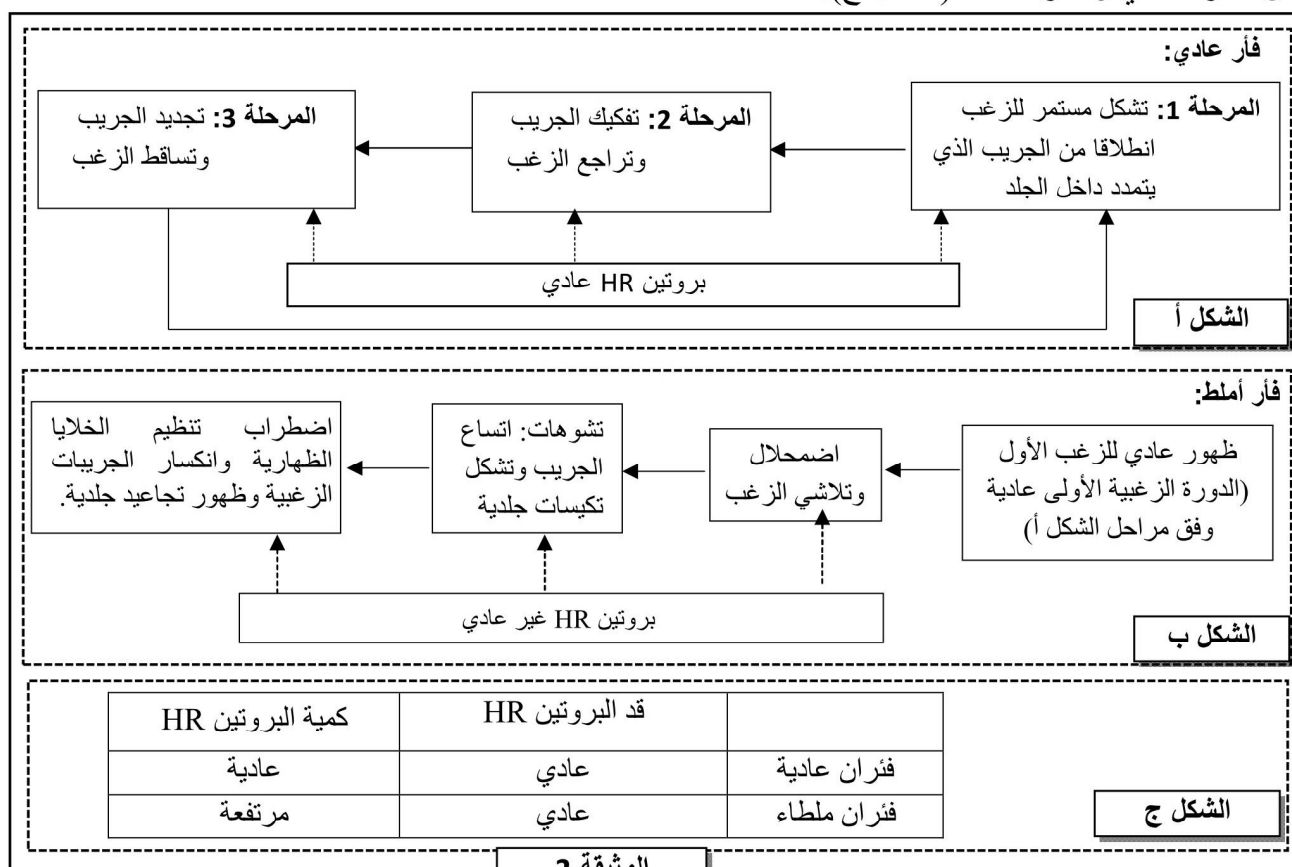 فأر عادي:
المرحلة 1: تشكل مستمر للزغب
انطلاقا من الجريب الذي
يتمدد داخل الجلد
المرحلة 2: تفكيك الجريب
وتراجع الزغب
المرحلة 3: تجديد الجريب
وتساقط الزغب
بروتين HR عادي
الشكل أ
فأر أملط:
ظهور عادي للزغب الأول
(الدورة الزغبية الأولى عادية
وفق مراحل الشكل أ)
اضمحلال
وتلاشي الزغب
تشوهات: اتساع
الجريب وتشكل
تكيسات جلدية
اضطراب تنظيم الخلايا
الظهارية وانكسار الجريبات
الزغبية وظهور تجاعيد جلدية.
بروتين HR غير عادي
الشكل ب
قد البروتين HR
كمية البروتين HR
فئران عادية
عادي
عادية
فئران ملطاء
عادي
مرتفعة
الشكل ج
الوثيقة 2